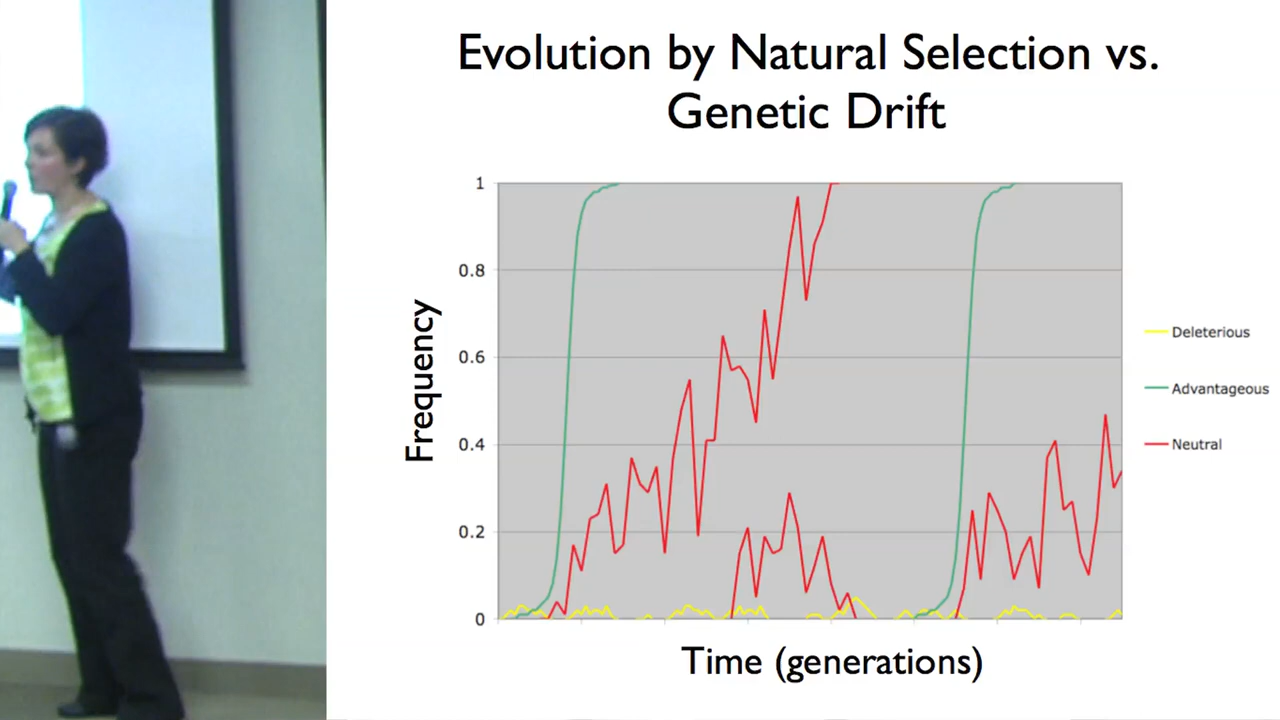 Evolution by Natural Selection vs.
Genetic Drift
1
0.8
0.6
0.4
0.2
0
Frequency
Time (generations)
Deleterious
Advantageous
Neutral